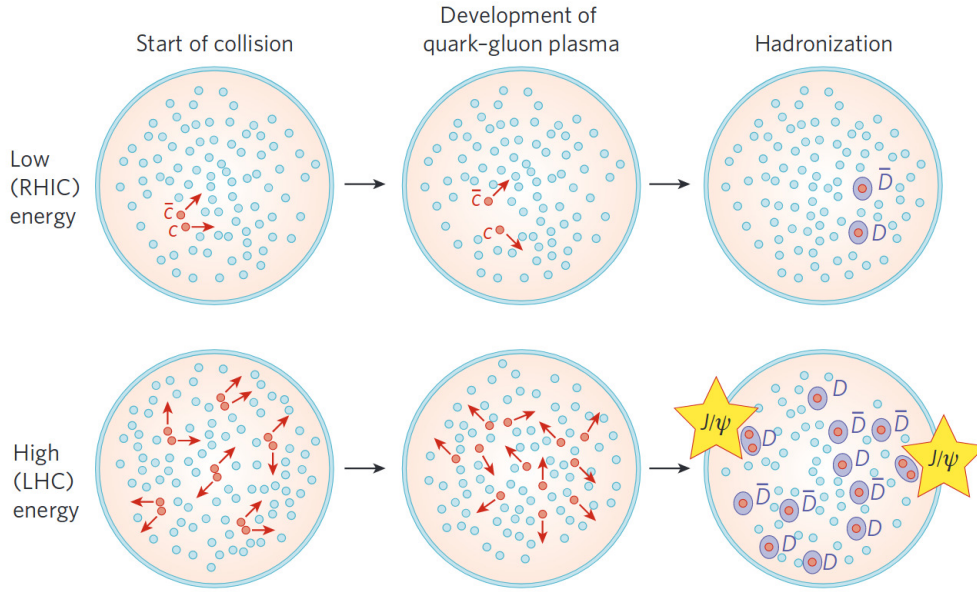 Start of collision
Development of
quark–gluon plasma
Hadronization
Low
(RHIC)
energy
c̅
c
c̅
c
D̅
D
High
(LHC)
energy
J/ψ
D
D
D̅
D̅
J/ψ
D
D̅
D̅
D̅
D
D
D